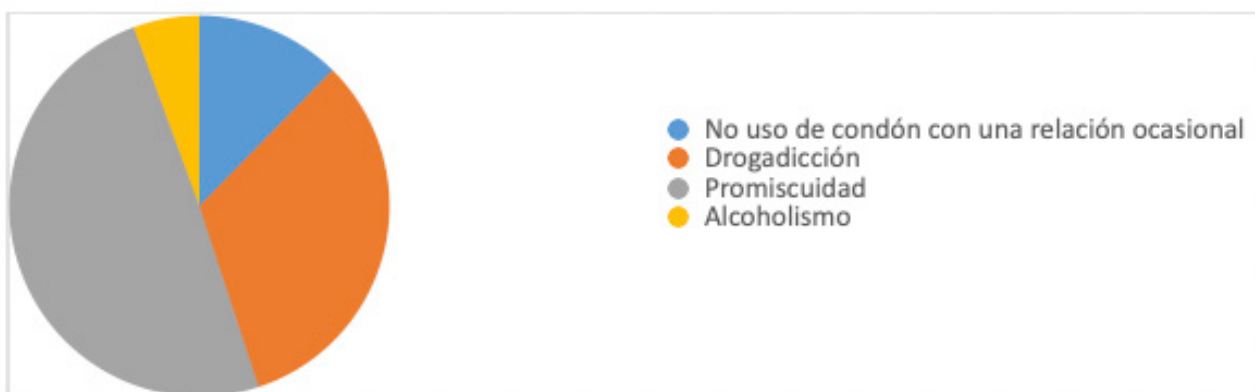 No uso de condón con una relación ocasional
Drogadicción
Promiscuidad
Alcoholismo